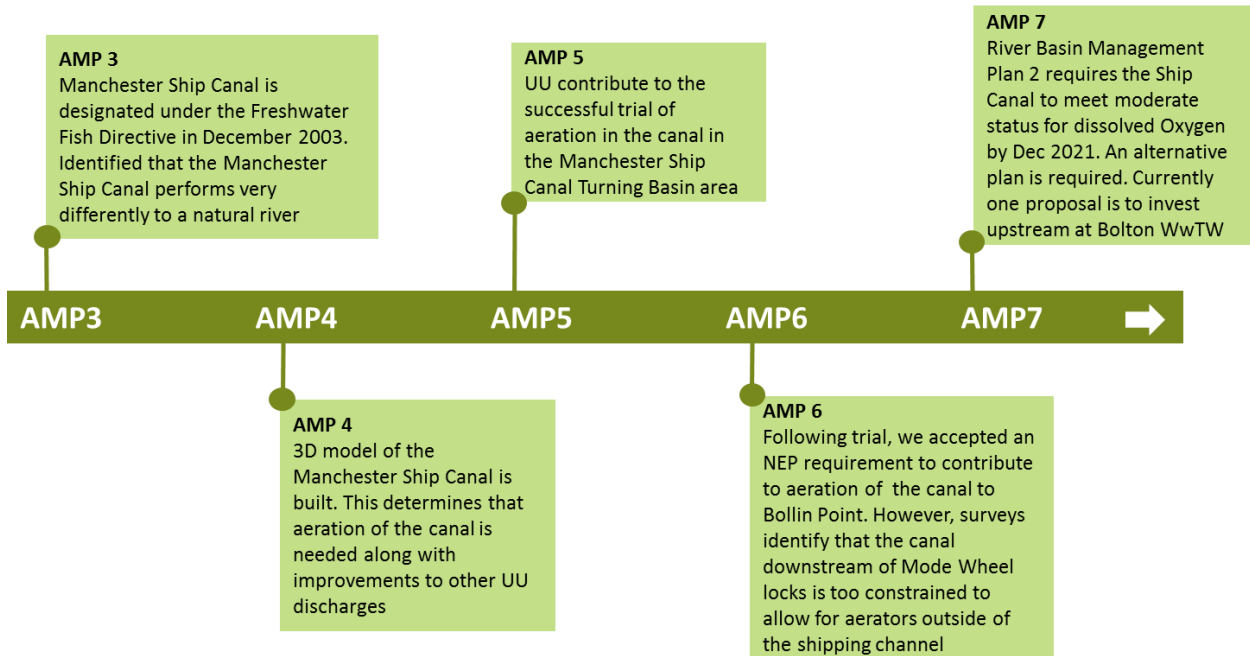 AMP 3
Manchester Ship Canal is
designated under the Freshwater
Fish Directive in December 2003.
Identified that the Manchester
Ship Canal performs very
differently to a natural river
AMP 5
UU contribute to the
successful trial of
aeration in the canal in
the Manchester Ship
Canal Turning Basin area
AMP 7
River Basin Management
Plan 2 requires the Ship
Canal to meet moderate
status for dissolved Oxygen
by Dec 2021. An alternative
plan is required. Currently
one proposal is to invest
upstream at Bolton WwTW
AMP3 AMP4 AMP5 AMP6 AMP7
AMP 4
3D model of the
Manchester Ship Canal is
built. This determines that
aeration of the canal is
needed along with
improvements to other UU
discharges
AMP 6
Following trial, we accepted an
NEP requirement to contribute
to aeration of  the canal to
Bollin Point. However, surveys
identify that the canal
downstream of Mode Wheel
locks is too constrained to
allow for aerators outside of
the shipping channel